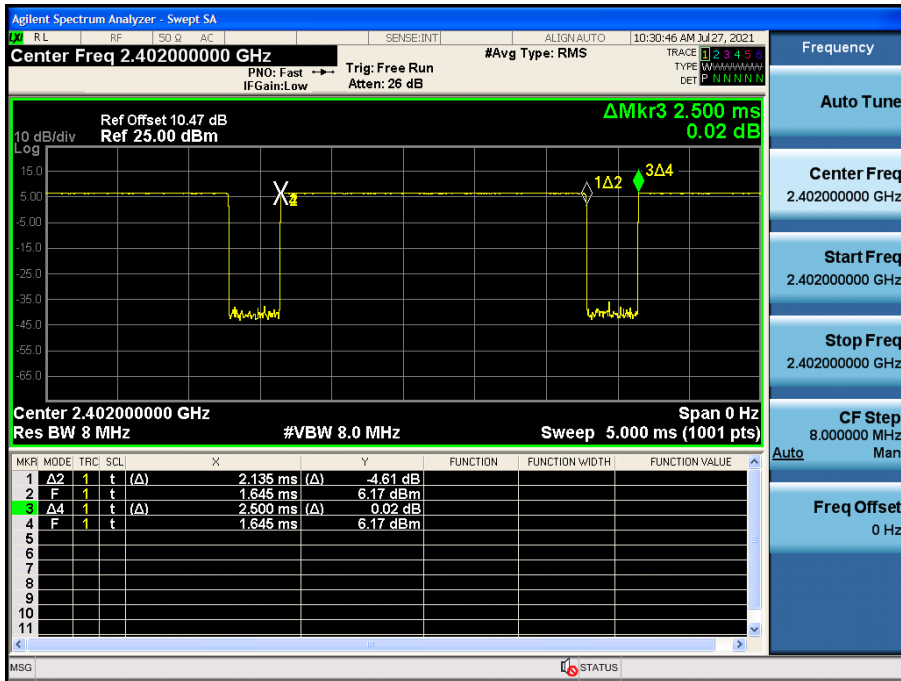 Agilent Spectrum Analyzer - Swept SA
LXI RL RF 50 Ω AC SENSE:INT ALIGN AUTO 10:30:46 AM Jul 27, 2021
Center Freq 2.402000000 GHz #Avg Type: RMS TRACE 1 2 3 4 5 6
PNO: Fast Trig: Free Run TYPE WWWWWW
IFGain:Low Atten: 26 dB DET P N N N N N
ΔMkr3 2.500 ms
0.02 dB
Ref Offset 10.47 dB
10 dB/div Ref 25.00 dBm
Log
15.0
5.00
-5.00
-15.0
-25.0
-35.0
-45.0
-55.0
-65.0
1Δ2
3Δ4
Center 2.402000000 GHz Span 0 Hz
Res BW 8 MHz #VBW 8.0 MHz Sweep 5.000 ms (1001 pts)
MKR MODE TRC SCL X Y FUNCTION FUNCTION WIDTH FUNCTION VALUE
1 Δ2 1 t (Δ) 2.135 ms (Δ) -4.61 dB
2 F 1 t 1.645 ms 6.17 dBm
3 Δ4 1 t (Δ) 2.500 ms (Δ) 0.02 dB
4 F 1 t 1.645 ms 6.17 dBm
5
6
7
8
9
10
11
MSG STATUS
Frequency
Auto Tune
Center Freq
2.402000000 GHz
Start Freq
2.402000000 GHz
Stop Freq
2.402000000 GHz
CF Step
8.000000 MHz
Auto Man
Freq Offset
0 Hz